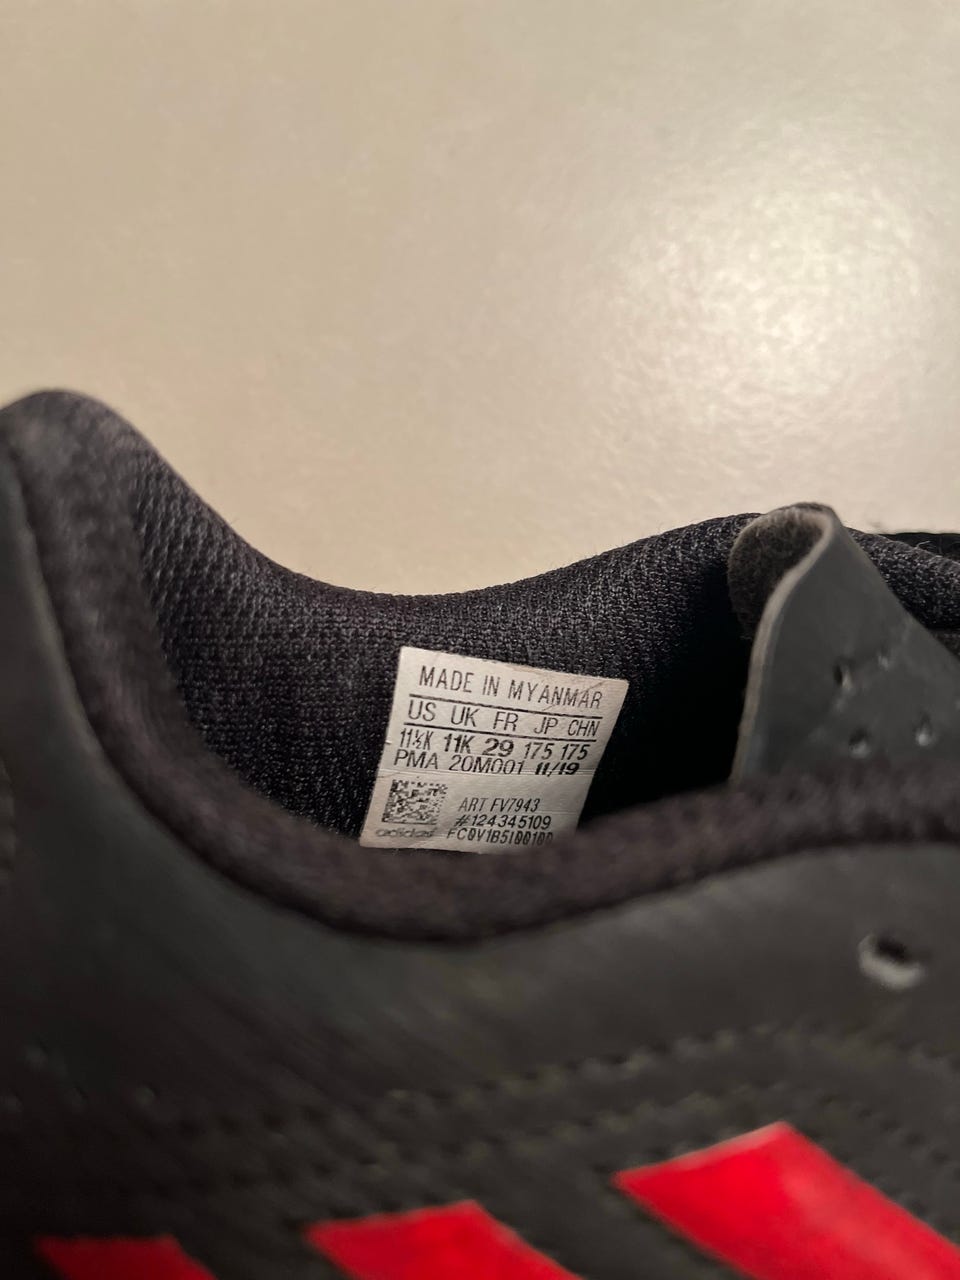 MADE IN MYANMAR
US UK FR JP CHN
11½K 11K 29 175 175
PMA 20M001 11/19
ART FV7943
#124345109
adidas